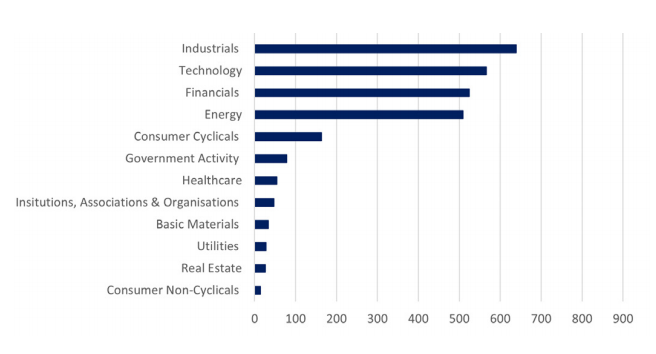 Industrials
Technology
Financials
Energy
Consumer Cyclicals
Government Activity
Healthcare
Insitutions, Associations & Organisations
Basic Materials
Utilities
Real Estate
Consumer Non-Cyclicals
0 100 200 300 400 500 600 700 800 900